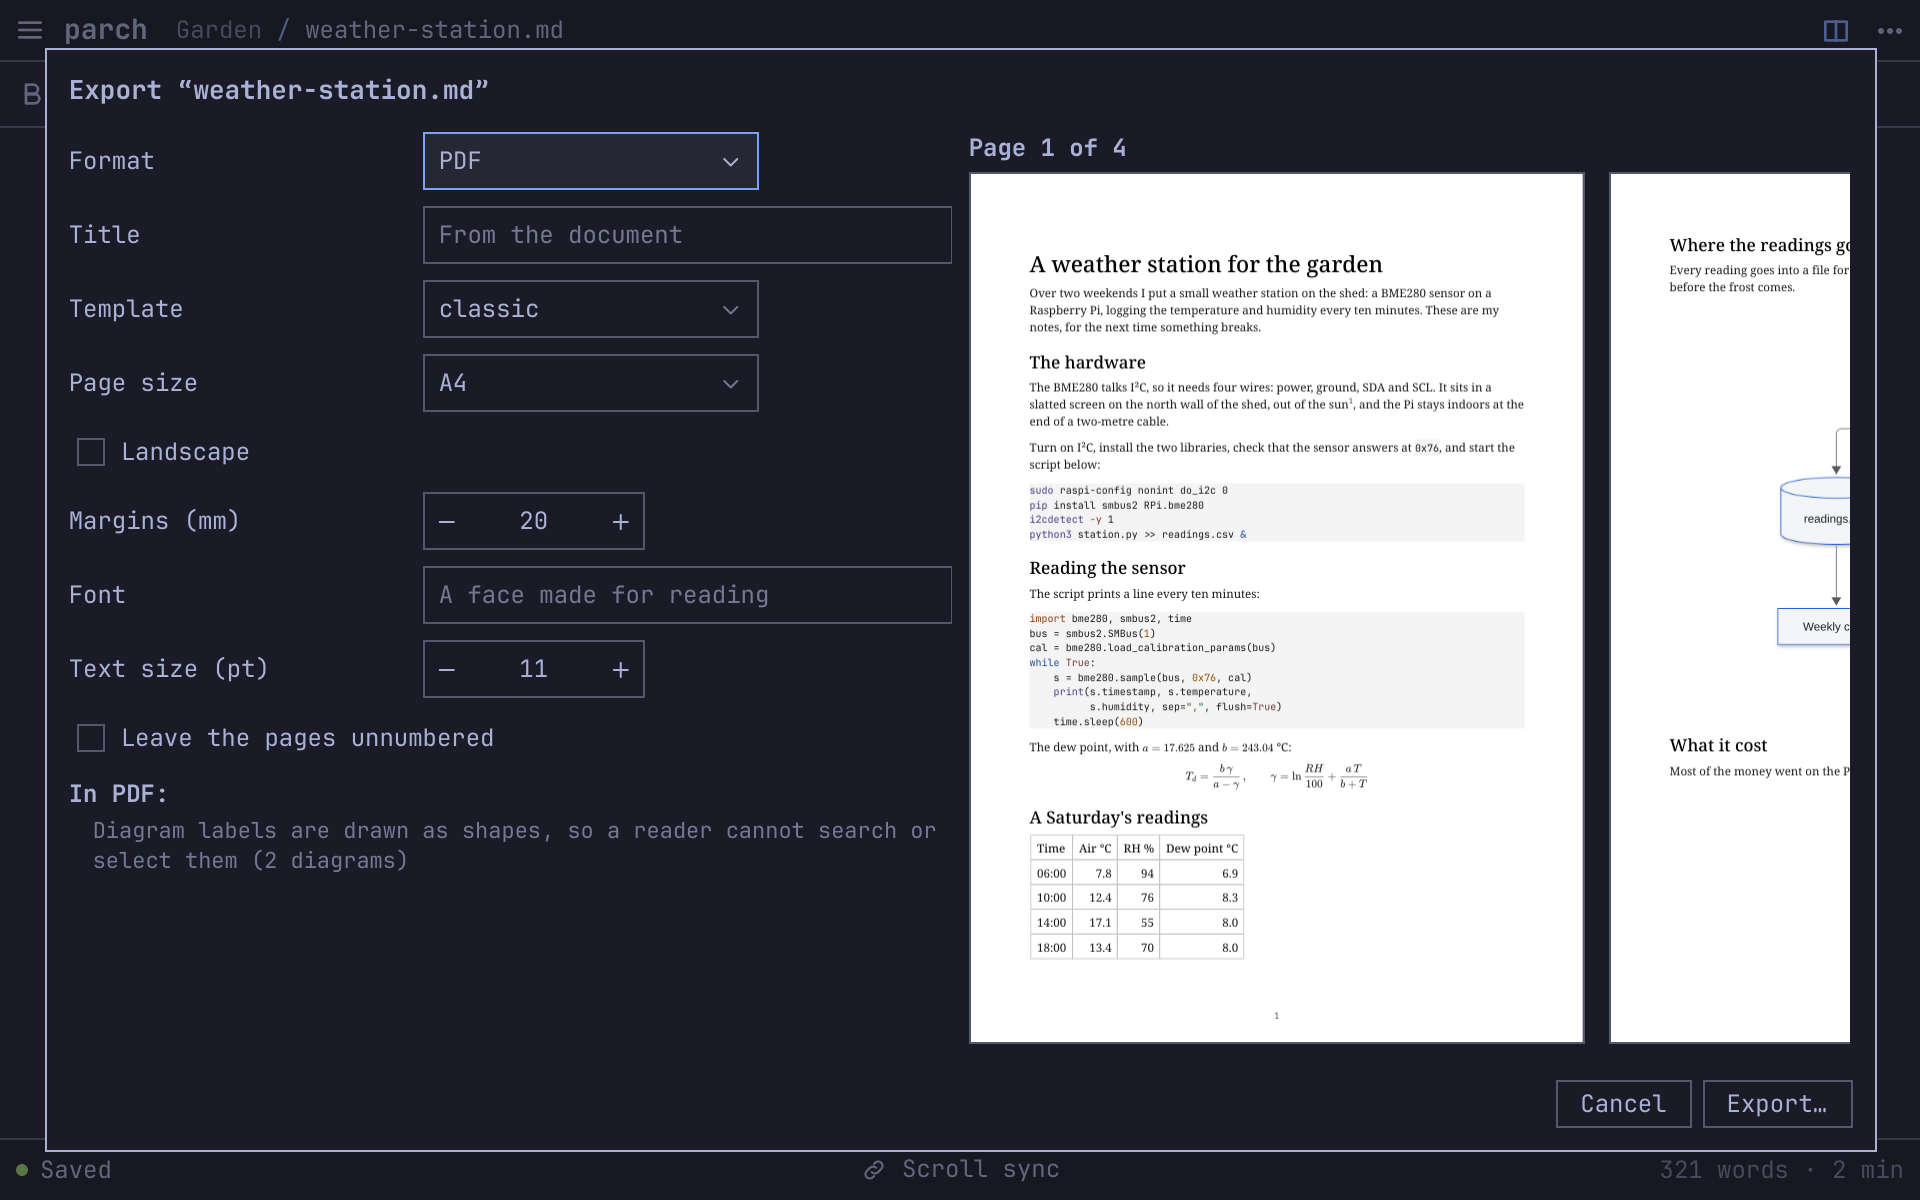 parch Garden / weather-station.md
B
Export “weather-station.md”
Format PDF
Title From the document
Template classic
Page size A4
Landscape
Margins (mm) — 20 +
Font A face made for reading
Text size (pt) — 11 +
Leave the pages unnumbered
In PDF:
Diagram labels are drawn as shapes, so a reader cannot search or
select them (2 diagrams)
Page 1 of 4
A weather station for the garden
Over two weekends I put a small weather station on the shed: a BME280 sensor on a
Raspberry Pi, logging the temperature and humidity every ten minutes. These are my
notes, for the next time something breaks.
The hardware
The BME280 talks I²C, so it needs four wires: power, ground, SDA and SCL. It sits in a
slatted screen on the north wall of the shed, out of the sun¹, and the Pi stays indoors at the
end of a two-metre cable.
Turn on I²C, install the two libraries, check that the sensor answers at 0x76, and start the
script below:
sudo raspi-config nonint do_i2c 0
pip install smbus2 RPi.bme280
i2cdetect -y 1
python3 station.py >> readings.csv &
Reading the sensor
The script prints a line every ten minutes:
import bme280, smbus2, time
bus = smbus2.SMBus(1)
cal = bme280.load_calibration_params(bus)
while True:
    s = bme280.sample(bus, 0x76, cal)
    print(s.timestamp, s.temperature,
          s.humidity, sep=",", flush=True)
    time.sleep(600)
The dew point, with a = 17.625 and b = 243.04 °C:
T_d = bγ / (a − γ) , γ = ln RH/100 + aT / (b + T)
A Saturday's readings
Time Air °C RH % Dew point °C
06:00 7.8 94 6.9
10:00 12.4 76 8.3
14:00 17.1 55 8.0
18:00 13.4 70 8.0
1
Where the readings go
Every reading goes into a file for
before the frost comes.
readings.
Weekly c
What it cost
Most of the money went on the P
Cancel Export…
Saved Scroll sync 321 words · 2 min